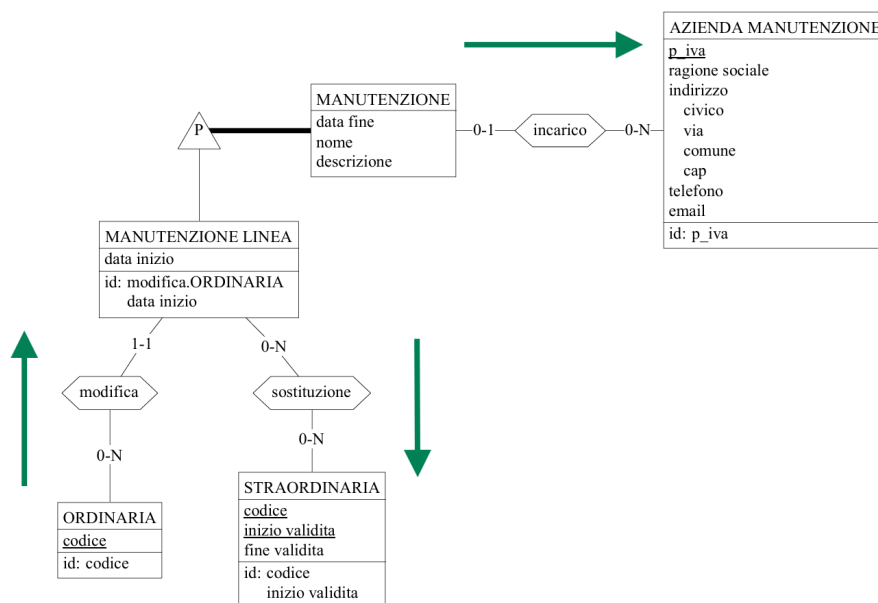 AZIENDA MANUTENZIONE
p_iva
ragione sociale
indirizzo
civico
via
comune
cap
telefono
email
id: p_iva
MANUTENZIONE
data fine
nome
descrizione
0-1
incarico
0-N
P
MANUTENZIONE LINEA
data inizio
id: modifica.ORDINARIA
data inizio
1-1
0-N
modifica
sostituzione
0-N
0-N
STRAORDINARIA
codice
inizio validita
fine validita
id: codice
inizio validita
ORDINARIA
codice
id: codice